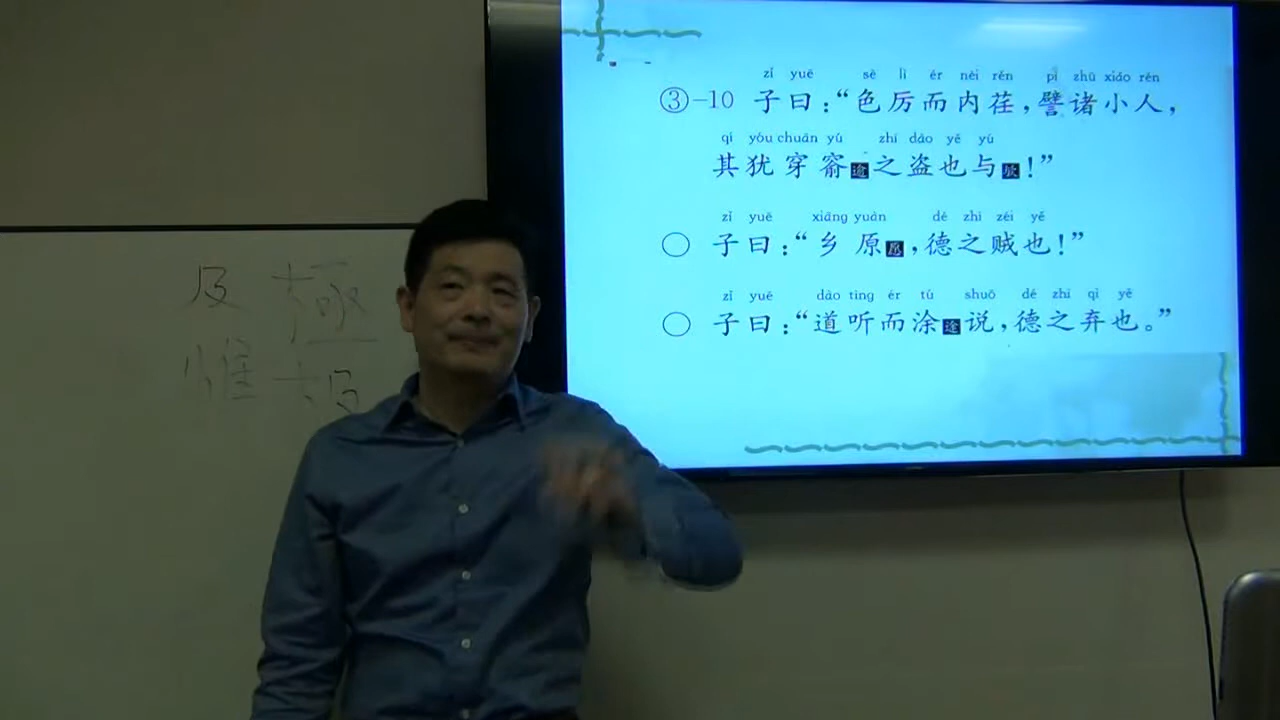 zǐ yuē sè lì ér nèi rěn pì zhū xiǎo rén
③-10 子曰：“色厉而内荏，譬诸小人，
qí yóu chuān yú zhī dào yě yú
其犹穿窬逾之盗也与欤！”
zǐ yuē xiāng yuàn dé zhī zéi yě
○ 子曰：“乡原愿，德之贼也！”
zǐ yuē dào tīng ér tú shuō dé zhī qì yě
○ 子曰：“道听而涂途说，德之弃也。”
及 極
惟